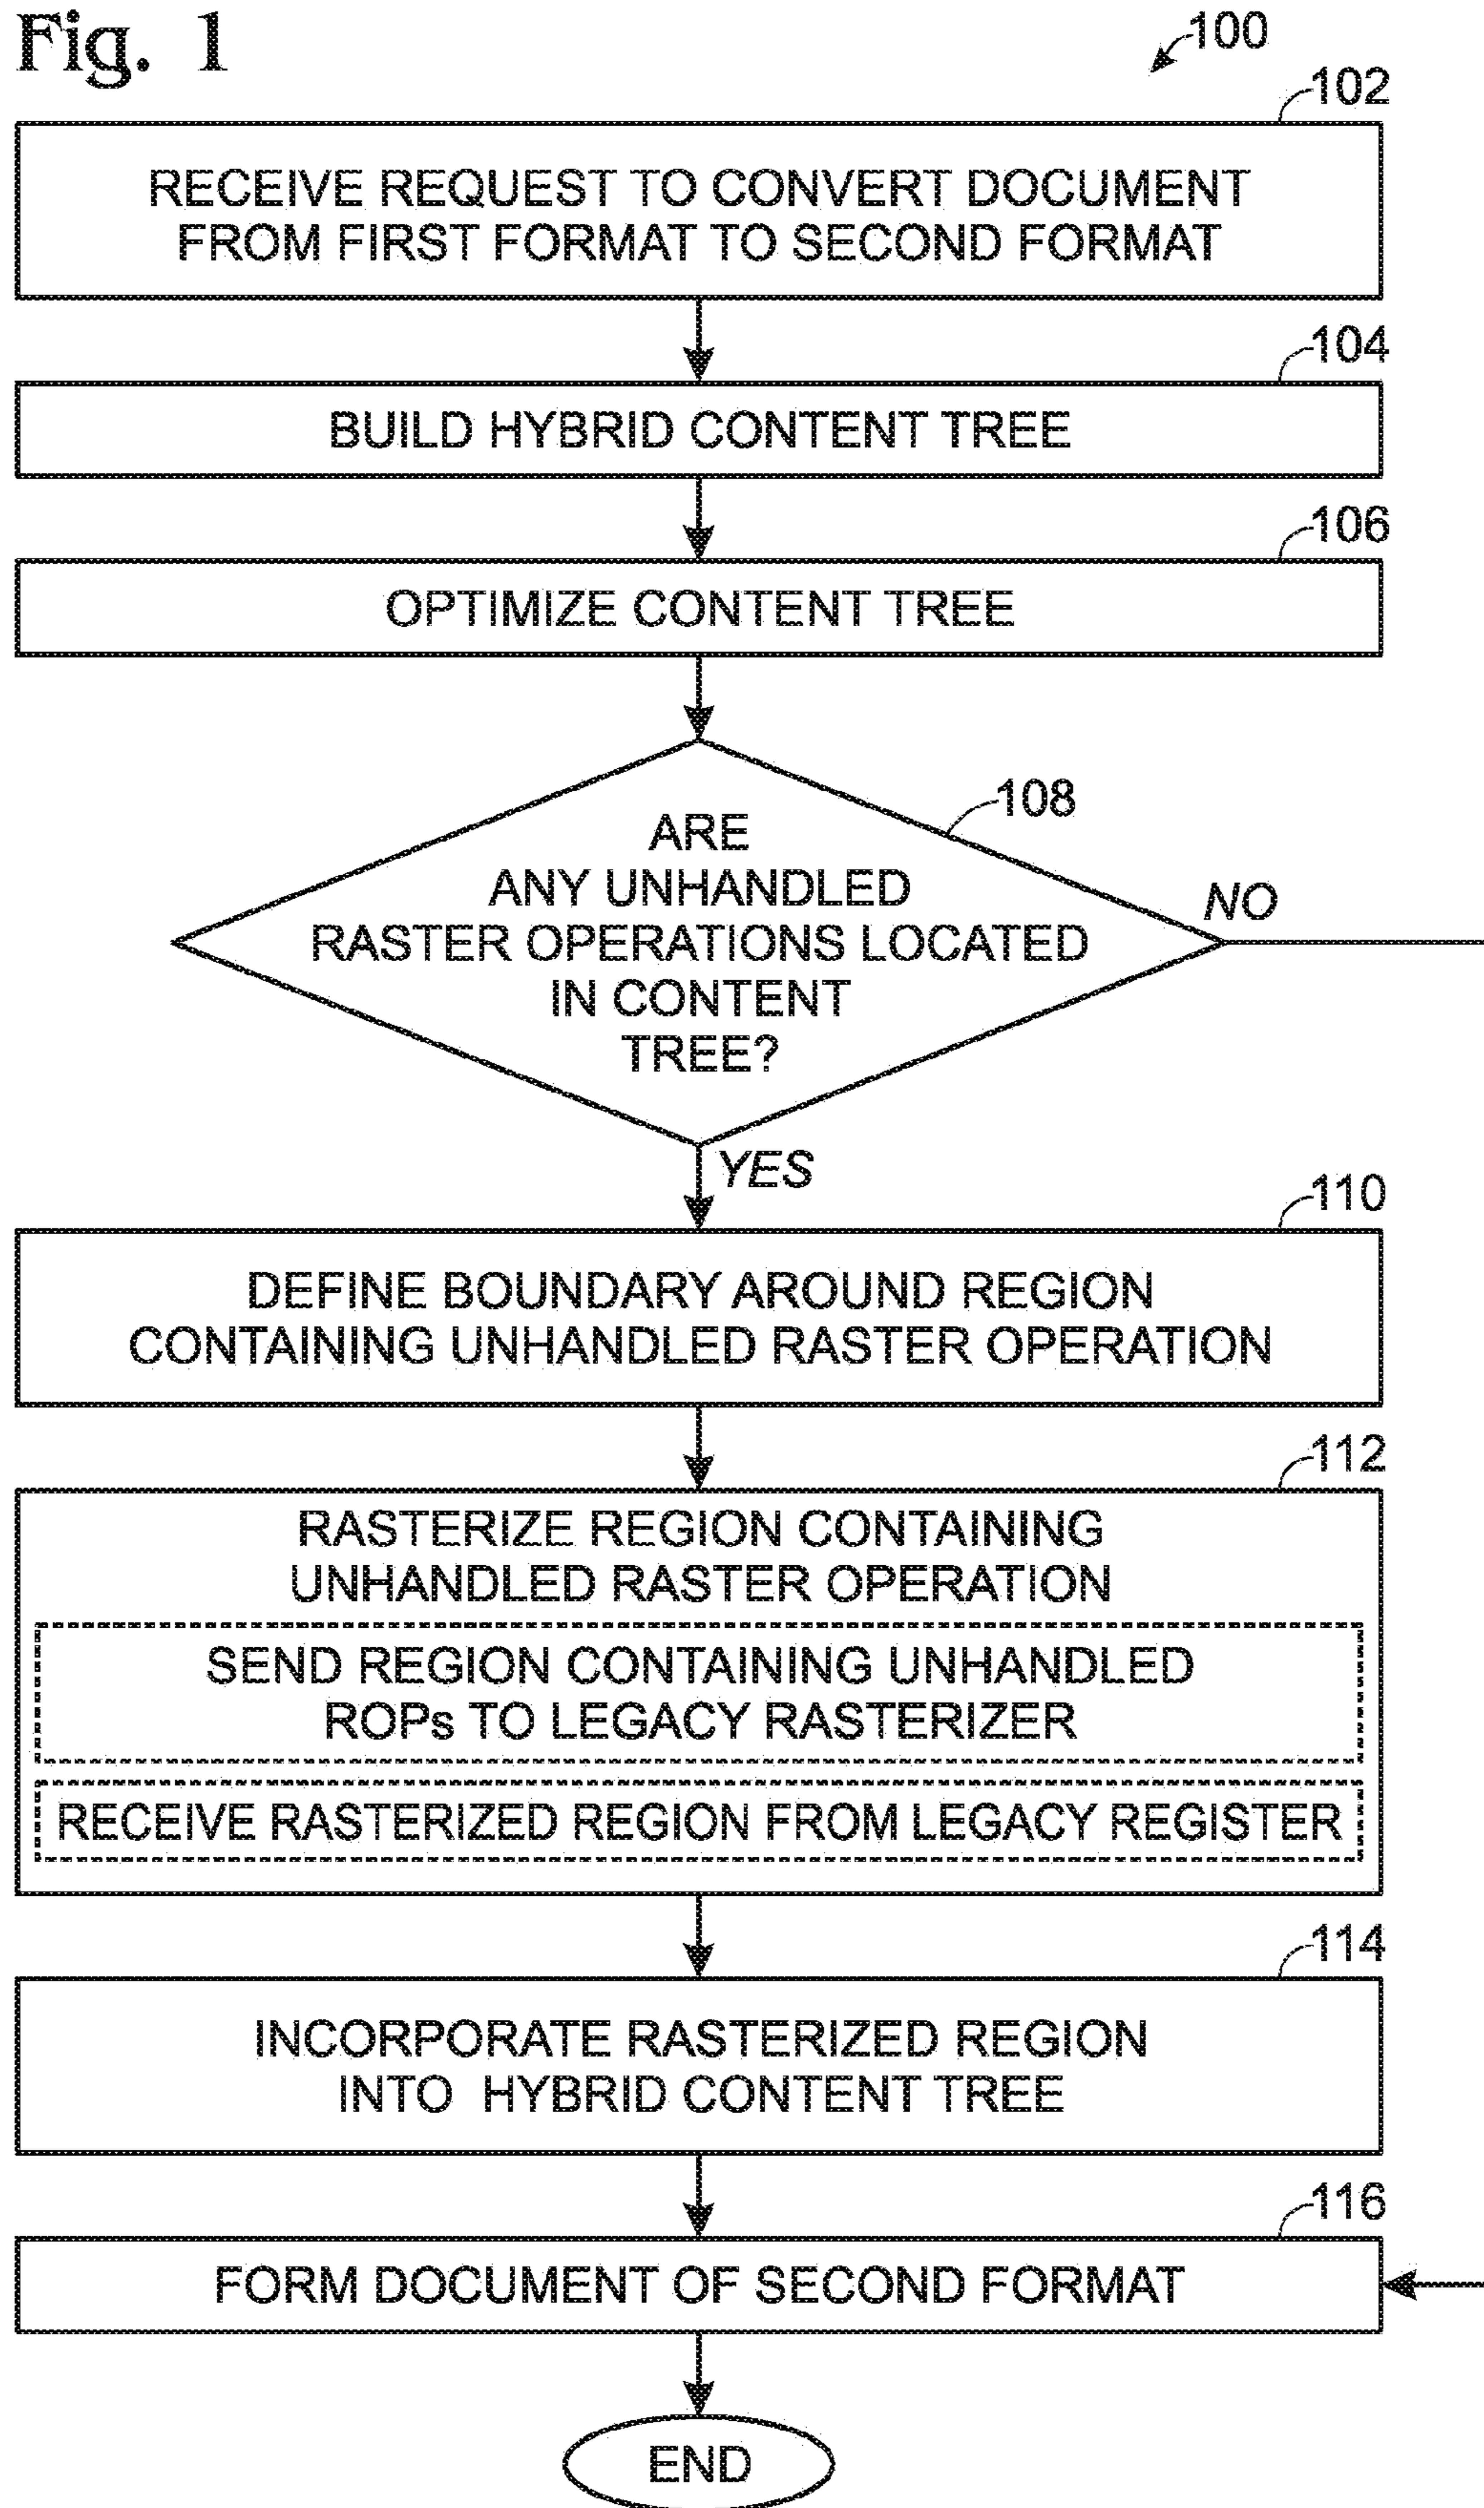 Fig. 1
100
102
RECEIVE REQUEST TO CONVERT DOCUMENT
FROM FIRST FORMAT TO SECOND FORMAT
104
BUILD HYBRID CONTENT TREE
106
OPTIMIZE CONTENT TREE
108
ARE
ANY UNHANDLED
RASTER OPERATIONS LOCATED
IN CONTENT
TREE?
NO
YES
110
DEFINE BOUNDARY AROUND REGION
CONTAINING UNHANDLED RASTER OPERATION
112
RASTERIZE REGION CONTAINING
UNHANDLED RASTER OPERATION
SEND REGION CONTAINING UNHANDLED
ROPs TO LEGACY RASTERIZER
RECEIVE RASTERIZED REGION FROM LEGACY REGISTER
114
INCORPORATE RASTERIZED REGION
INTO HYBRID CONTENT TREE
116
FORM DOCUMENT OF SECOND FORMAT
END